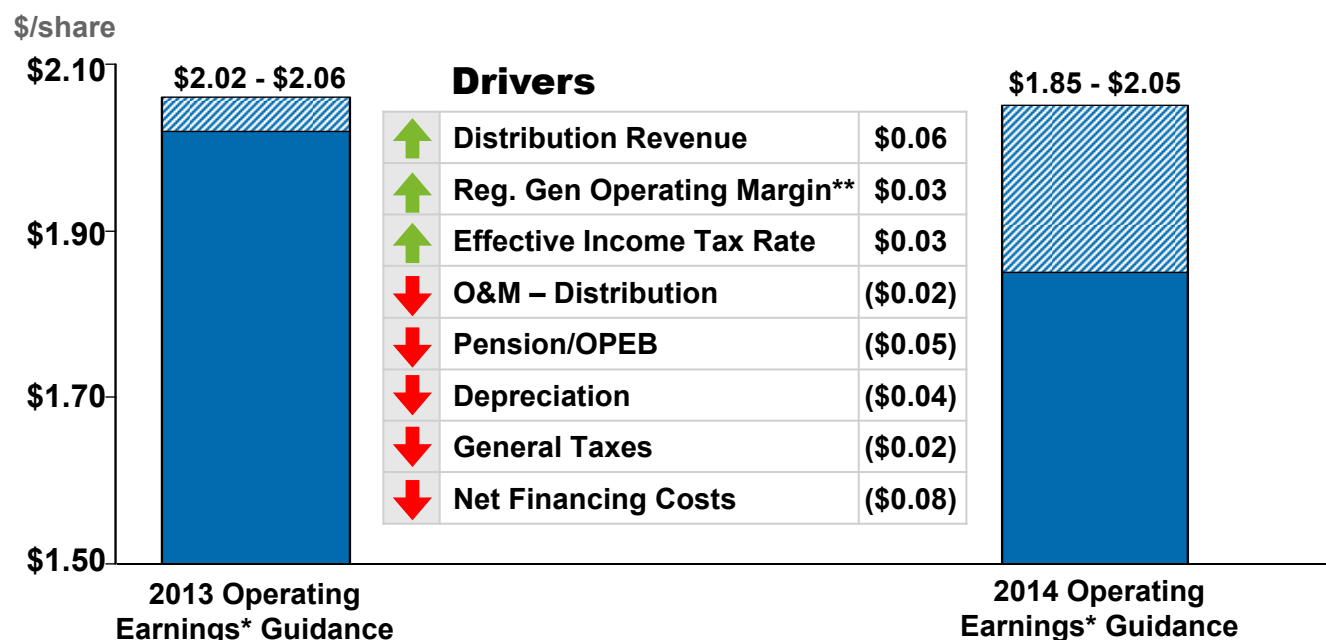 $/share
$2.10
$2.02 - $2.06
Drivers
$1.85 - $2.05
Distribution Revenue $0.06
Reg. Gen Operating Margin** $0.03
$1.90
Effective Income Tax Rate $0.03
O&M – Distribution ($0.02)
Pension/OPEB ($0.05)
$1.70
Depreciation ($0.04)
General Taxes ($0.02)
Net Financing Costs ($0.08)
$1.50
2013 Operating
Earnings* Guidance
2014 Operating
Earnings* Guidance